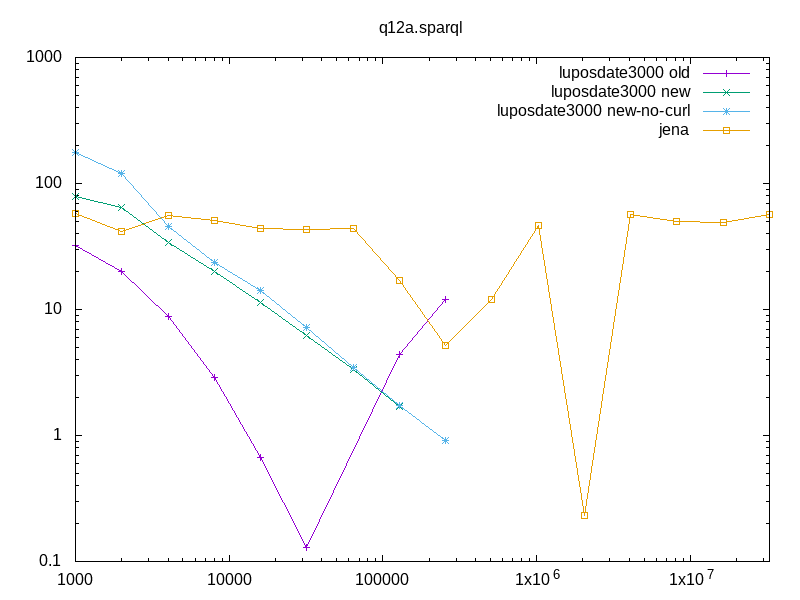 q12a.sparql
1000
luposdate3000 old
luposdate3000 new
luposdate3000 new-no-curl
jena
100
10
1
0.1
1000 10000 100000 1x10^6 1x10^7